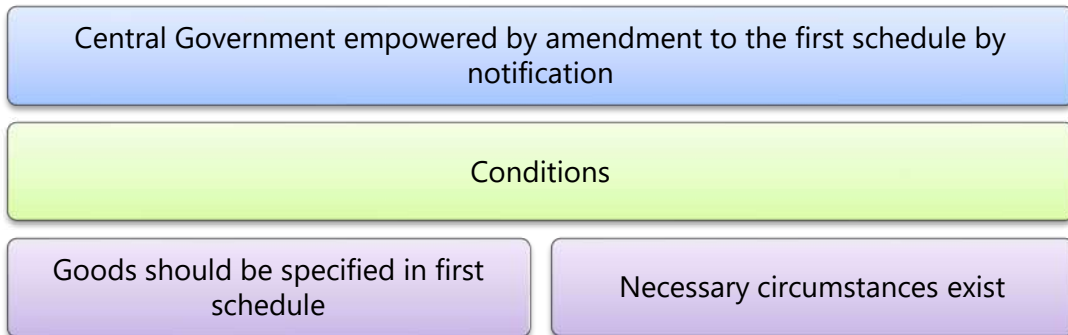 Central Government empowered by amendment to the first schedule by
notification
Conditions
Goods should be specified in first
schedule
Necessary circumstances exist